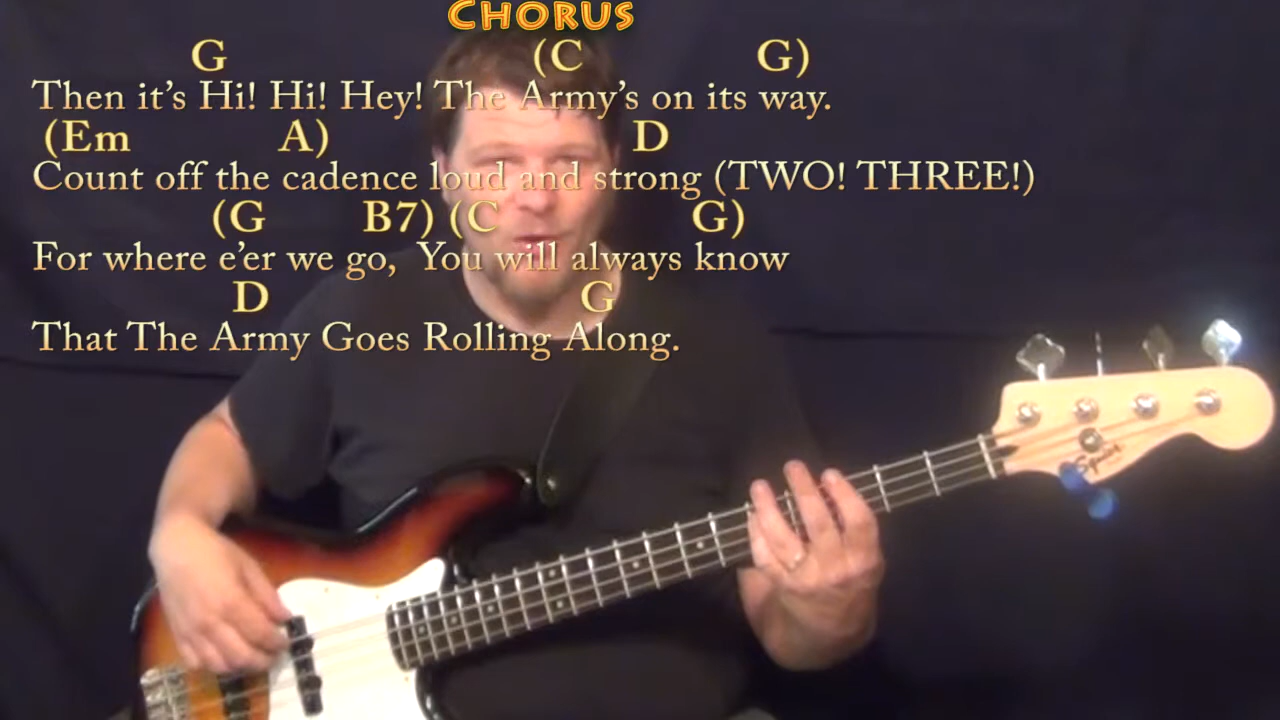 CHORUS
G (C G)
Then it's Hi! Hi! Hey! The Army's on its way.
(Em A) D
Count off the cadence loud and strong (TWO! THREE!)
(G B7) (C G)
For where e'er we go, You will always know
D G
That The Army Goes Rolling Along.
Squier